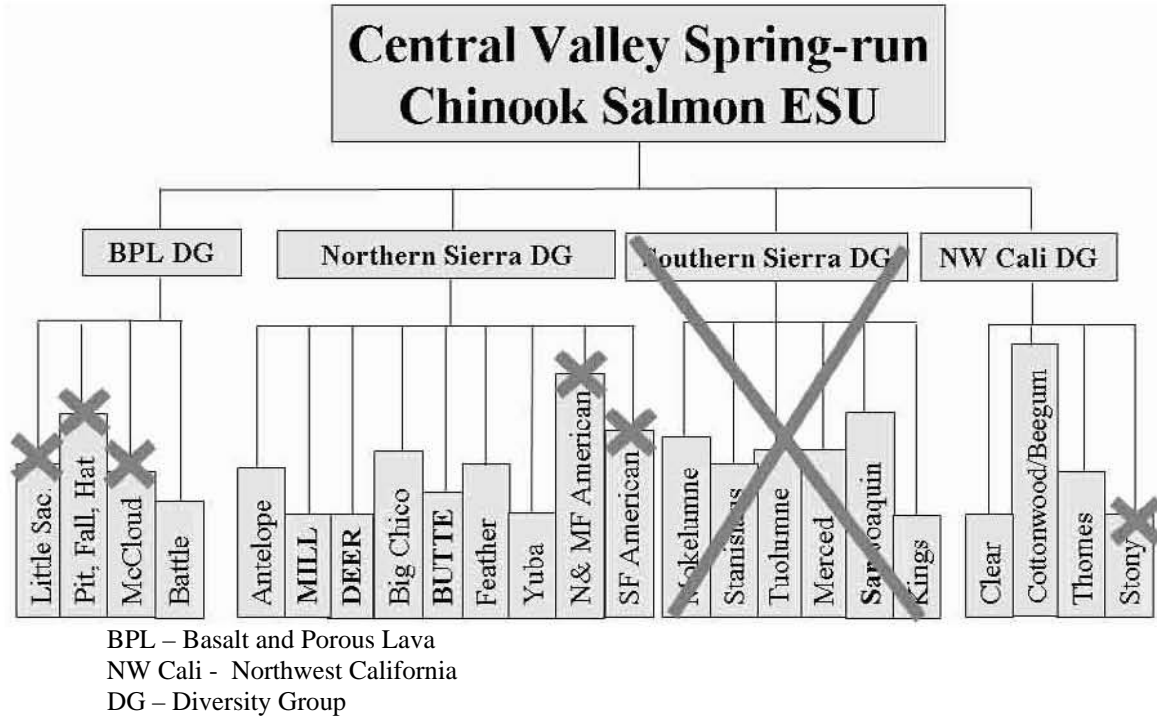 Central Valley Spring-run
Chinook Salmon ESU
BPL DG
Northern Sierra DG
Southern Sierra DG
NW Cali DG
Little Sac.
Pit, Fall, Hat
McCloud
Battle
Antelope
MILL
DEER
Big Chico
BUTTE
Feather
Yuba
N& MF American
SF American
Mokelumne
Stanislaus
Tuolumne
Merced
San Joaquin
Kings
Clear
Cottonwood/Beegum
Thomes
Stony
BPL – Basalt and Porous Lava
NW Cali - Northwest California
DG – Diversity Group